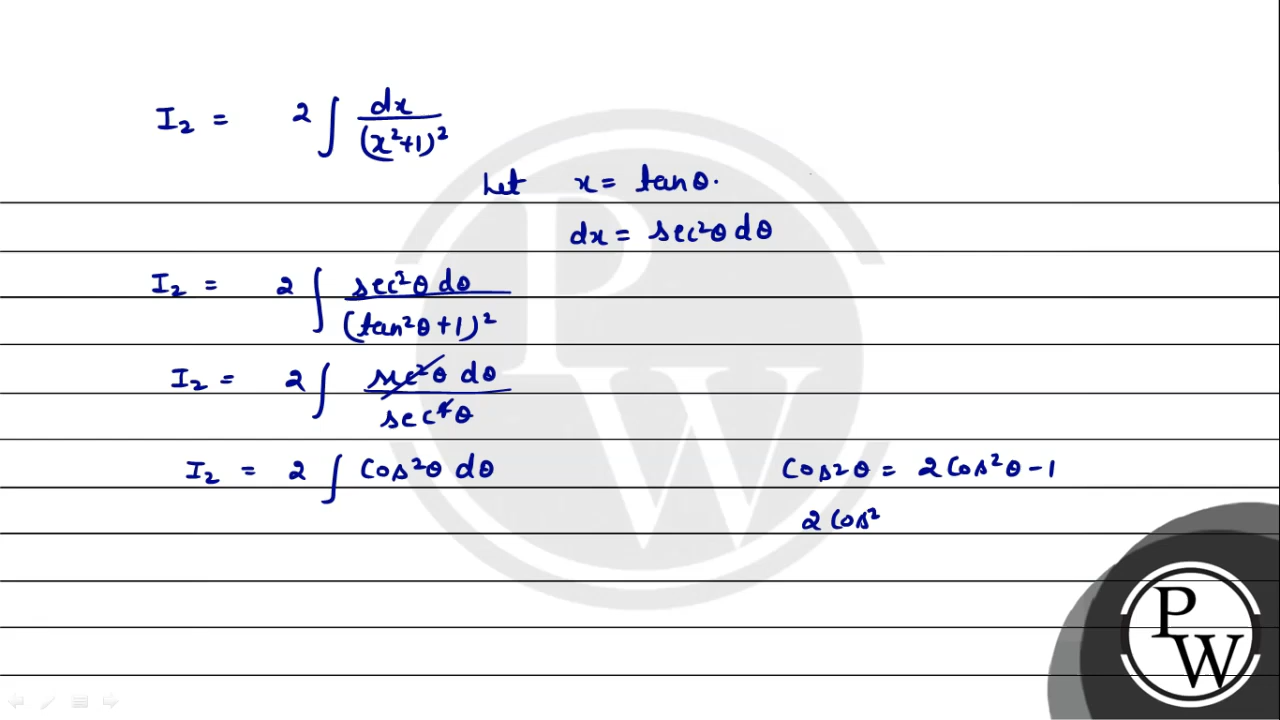 I₂ = 2 ∫ dx / (x²+1)²
Let x = tanθ.
dx = sec²θ dθ
I₂ = 2 ∫ sec²θ dθ / (tan²θ + 1)²
I₂ = 2 ∫ sec²θ dθ / sec⁴θ
I₂ = 2 ∫ Cos²θ dθ
Cos2θ = 2Cos²θ - 1
2Cos²
P
W
P
W